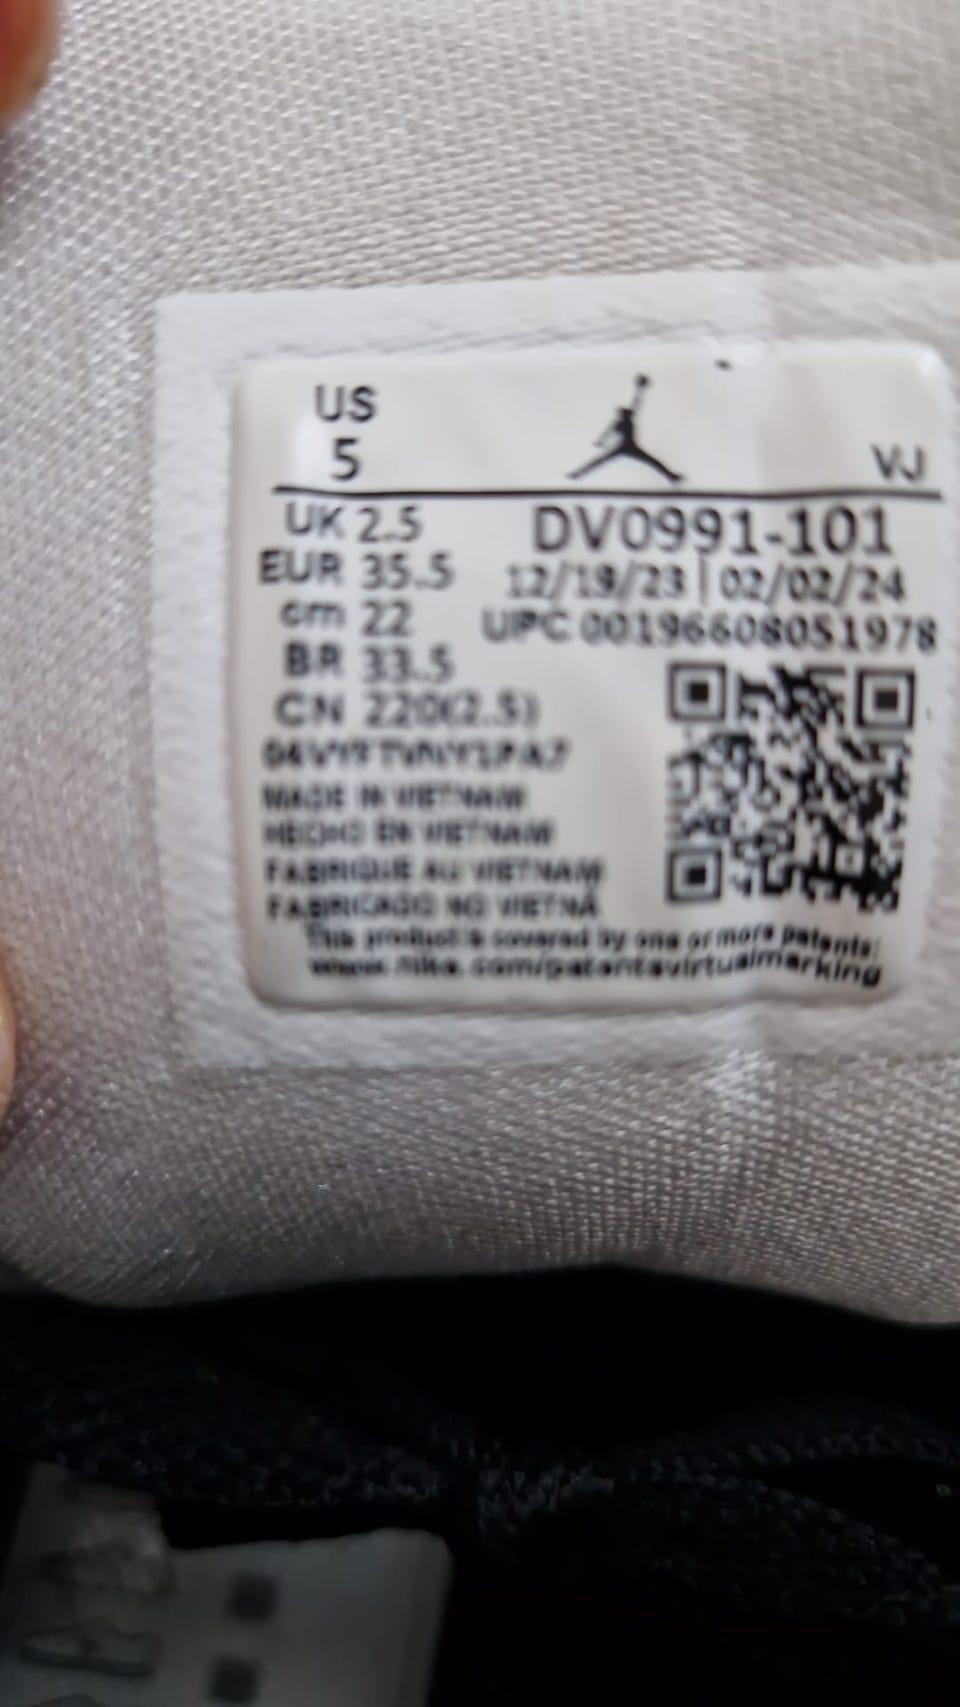 US
5
VJ
UK 2.5
DV0991-101
EUR 35.5
12/19/23 | 02/02/24
cm 22
UPC 00196608051978
BR 33.5
CN 220(2.5)
MADE IN VIETNAM
HECHO EN VIETNAM
FABRIQUE AU VIETNAM
FABRICADO NO VIETNÃ
This product is covered by one or more patents:
www.nike.com/patentsvirtualmarking